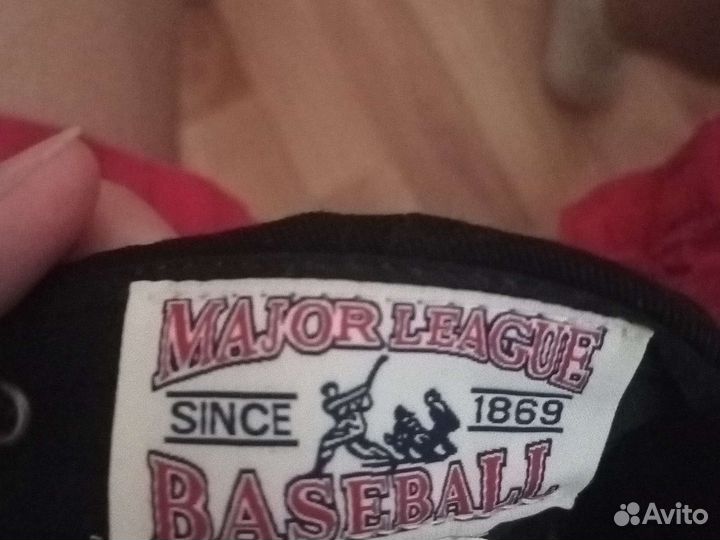 MAJOR LEAGUE
SINCE 1869
BASEBALL
Avito